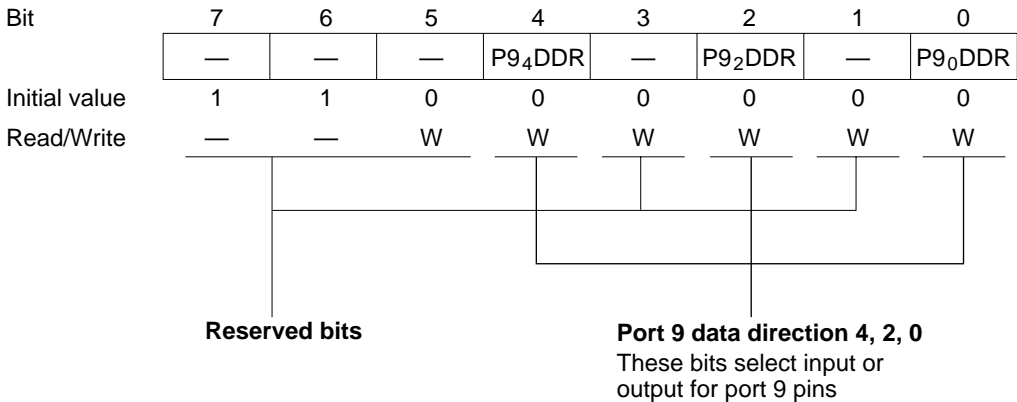 Bit 7 6 5 4 3 2 1 0
— — — P9₄DDR — P9₂DDR — P9₀DDR
Initial value 1 1 0 0 0 0 0 0
Read/Write — — W W W W W W
Reserved bits
Port 9 data direction 4, 2, 0
These bits select input or
output for port 9 pins